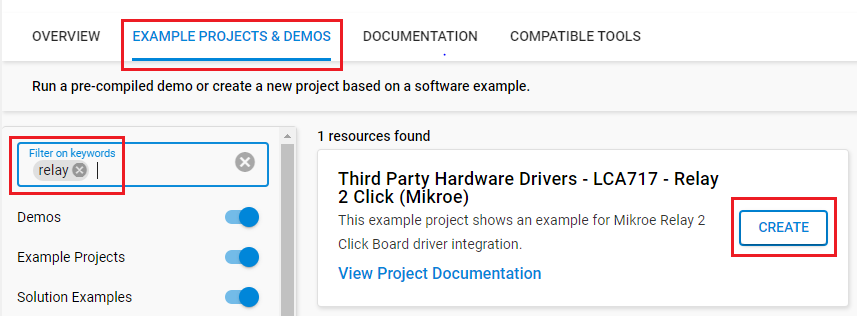 OVERVIEW
EXAMPLE PROJECTS & DEMOS
DOCUMENTATION
COMPATIBLE TOOLS
Run a pre-compiled demo or create a new project based on a software example.
Filter on keywords
relay
Demos
Example Projects
Solution Examples
1 resources found
Third Party Hardware Drivers - LCA717 - Relay
2 Click (Mikroe)
This example project shows an example for Mikroe Relay 2
Click Board driver integration.
View Project Documentation
CREATE